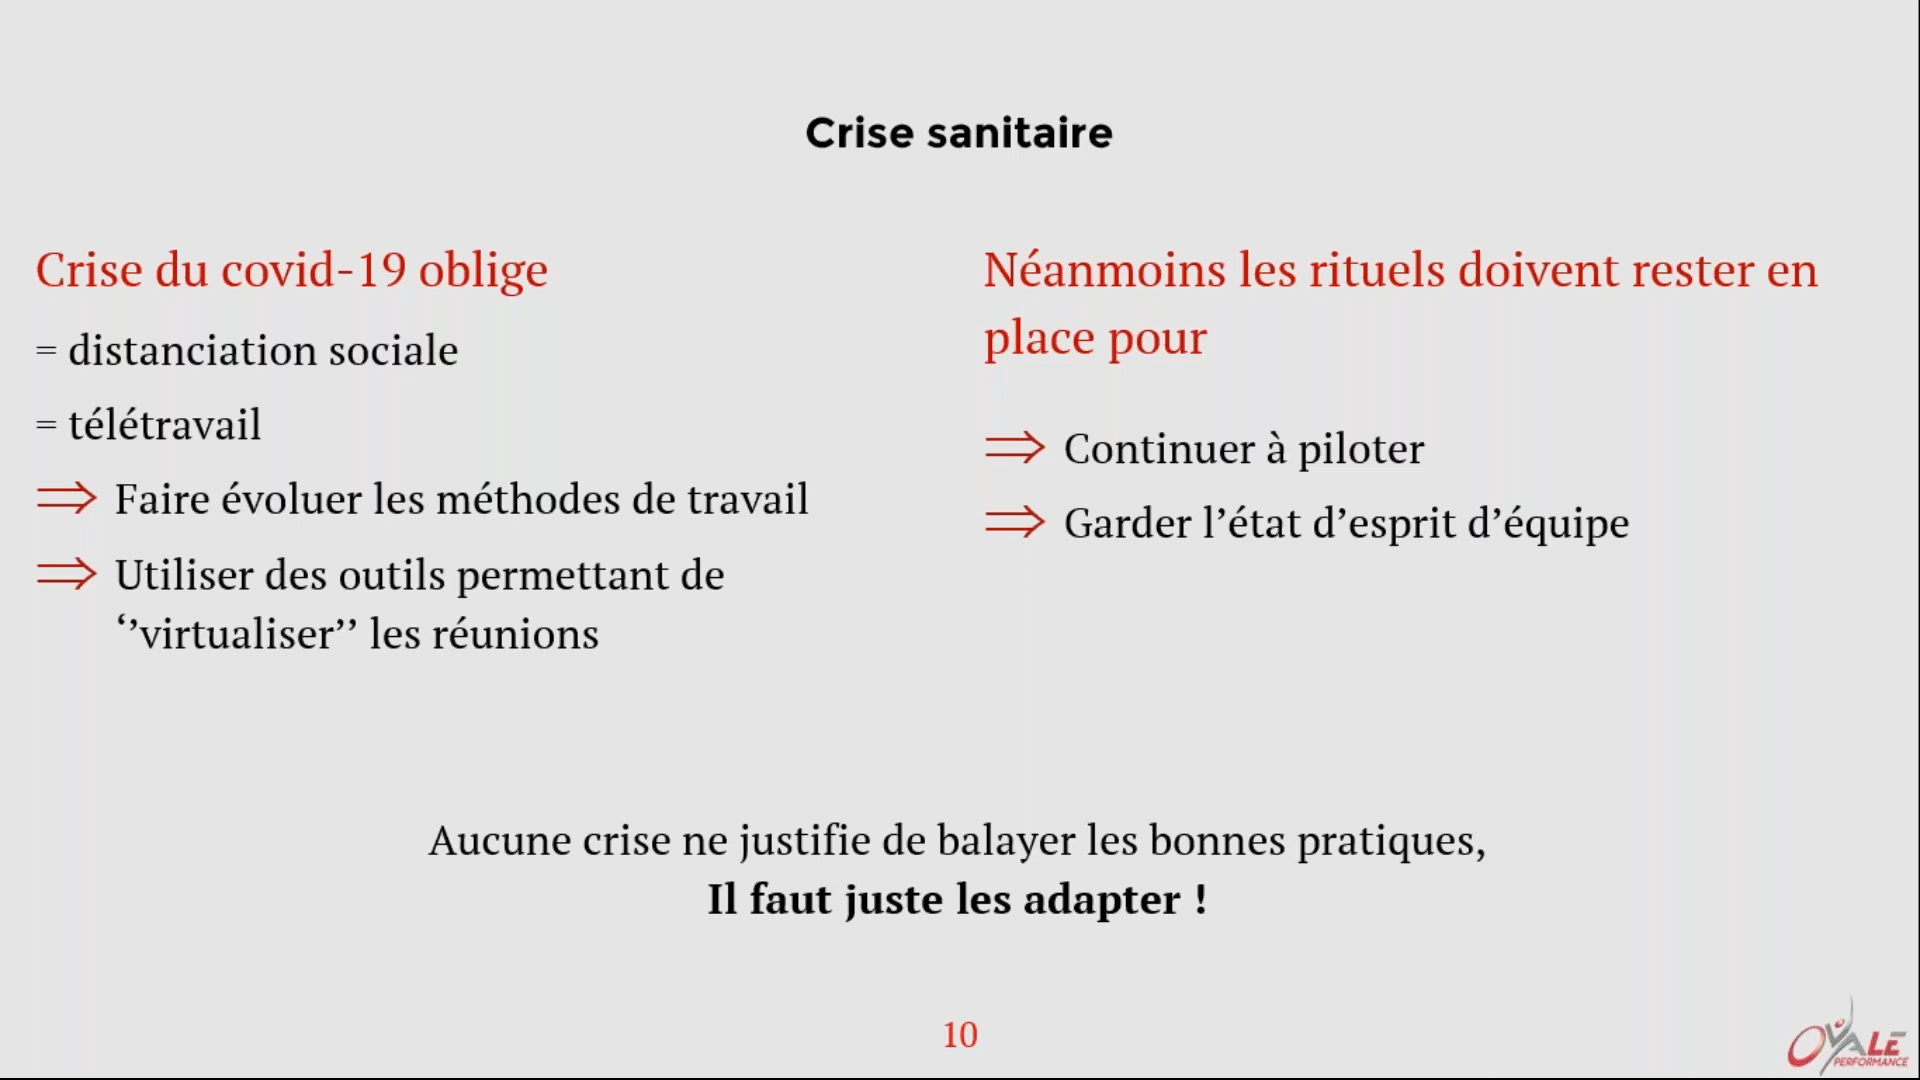 Crise sanitaire
Crise du covid-19 oblige
= distanciation sociale
= télétravail
⇒ Faire évoluer les méthodes de travail
⇒ Utiliser des outils permettant de
‘’virtualiser’’ les réunions
Néanmoins les rituels doivent rester en
place pour
⇒ Continuer à piloter
⇒ Garder l’état d’esprit d’équipe
Aucune crise ne justifie de balayer les bonnes pratiques,
Il faut juste les adapter !
10
OVALE
PERFORMANCE